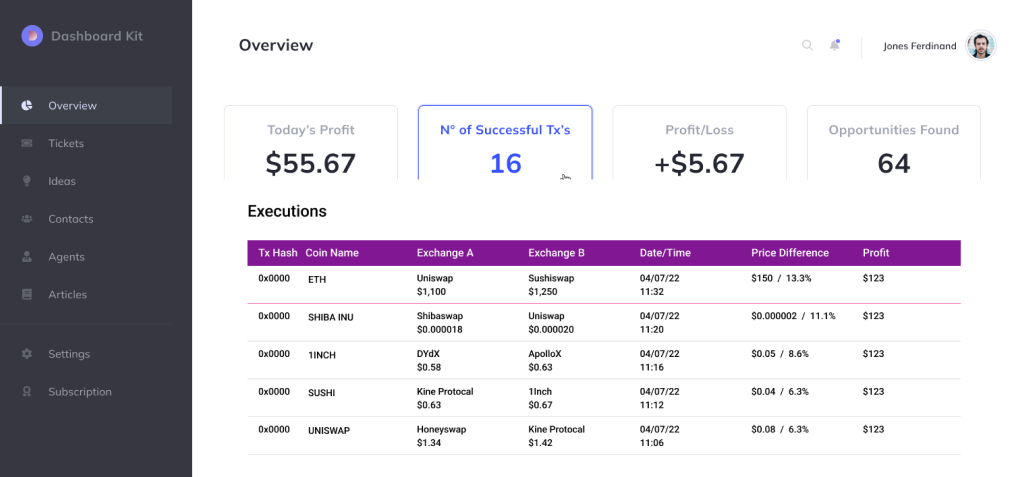 Dashboard Kit
Overview
Tickets
Ideas
Contacts
Agents
Articles
Settings
Subscription
Overview
Jones Ferdinand
Today's Profit
$55.67
N° of Successful Tx's
16
Profit/Loss
+$5.67
Opportunities Found
64
Executions
Tx Hash Coin Name Exchange A Exchange B Date/Time Price Difference Profit
0x0000 ETH Uniswap Sushiswap 04/07/22 $150 / 13.3% $123
$1,100 $1,250 11:32
0x0000 SHIBA INU Shibaswap Uniswap 04/07/22 $0.000002 / 11.1% $123
$0.000018 $0.000020 11:20
0x0000 1INCH DYdX ApolloX 04/07/22 $0.05 / 8.6% $123
$0.58 $0.63 11:16
0x0000 SUSHI Kine Protocal 1Inch 04/07/22 $0.04 / 6.3% $123
$0.63 $0.67 11:12
0x0000 UNISWAP Honeyswap Kine Protocal 04/07/22 $0.08 / 6.3% $123
$1.34 $1.42 11:06